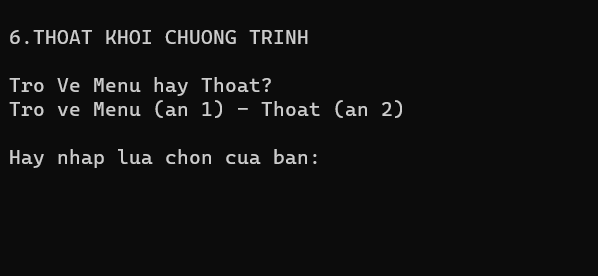 6.THOAT KHOI CHUONG TRINH
Tro Ve Menu hay Thoat?
Tro ve Menu (an 1) - Thoat (an 2)
Hay nhap lua chon cua ban: